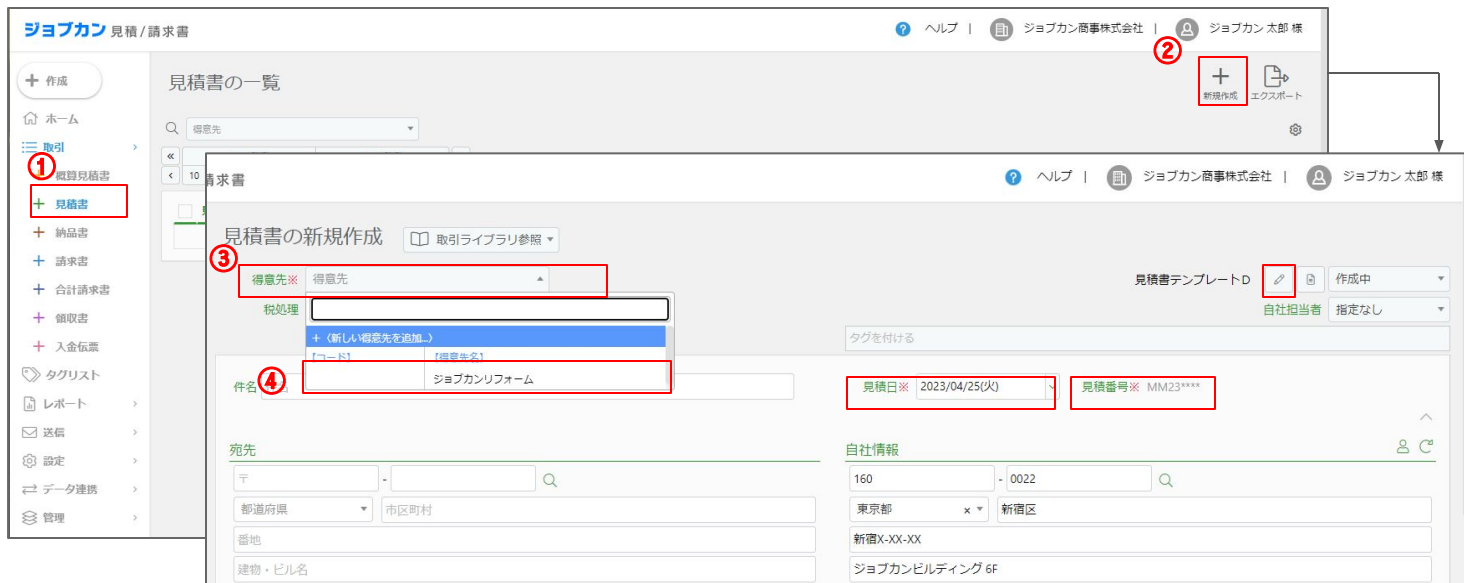 ジョブカン 見積/請求書
? ヘルプ | ジョブカン商事株式会社 | ジョブカン 太郎 様
②
+ 作成
見積書の一覧
新規作成 エクスポート
ホーム
得意先
取引
①
概算見積書
見積書
納品書
請求書
合計請求書
領収書
入金伝票
タグリスト
レポート
送信
設定
データ連携
管理
« 
‹ 10
請求書
? ヘルプ | ジョブカン商事株式会社 | ジョブカン 太郎 様
見積書の新規作成 取引ライブラリ参照
③
得意先※ 得意先
見積書テンプレートD 作成中
税処理
自社担当者 指定なし
+ 〈新しい得意先を追加...〉
タグを付ける
【コード】 【得意先名】
④
ジョブカンリフォーム
件名
見積日※ 2023/04/25(火) 見積番号※ MM23****
宛先
〒 -
都道府県 市区町村
番地
建物・ビル名
自社情報
160 - 0022
東京都 × 新宿区
新宿X-XX-XX
ジョブカンビルディング 6F